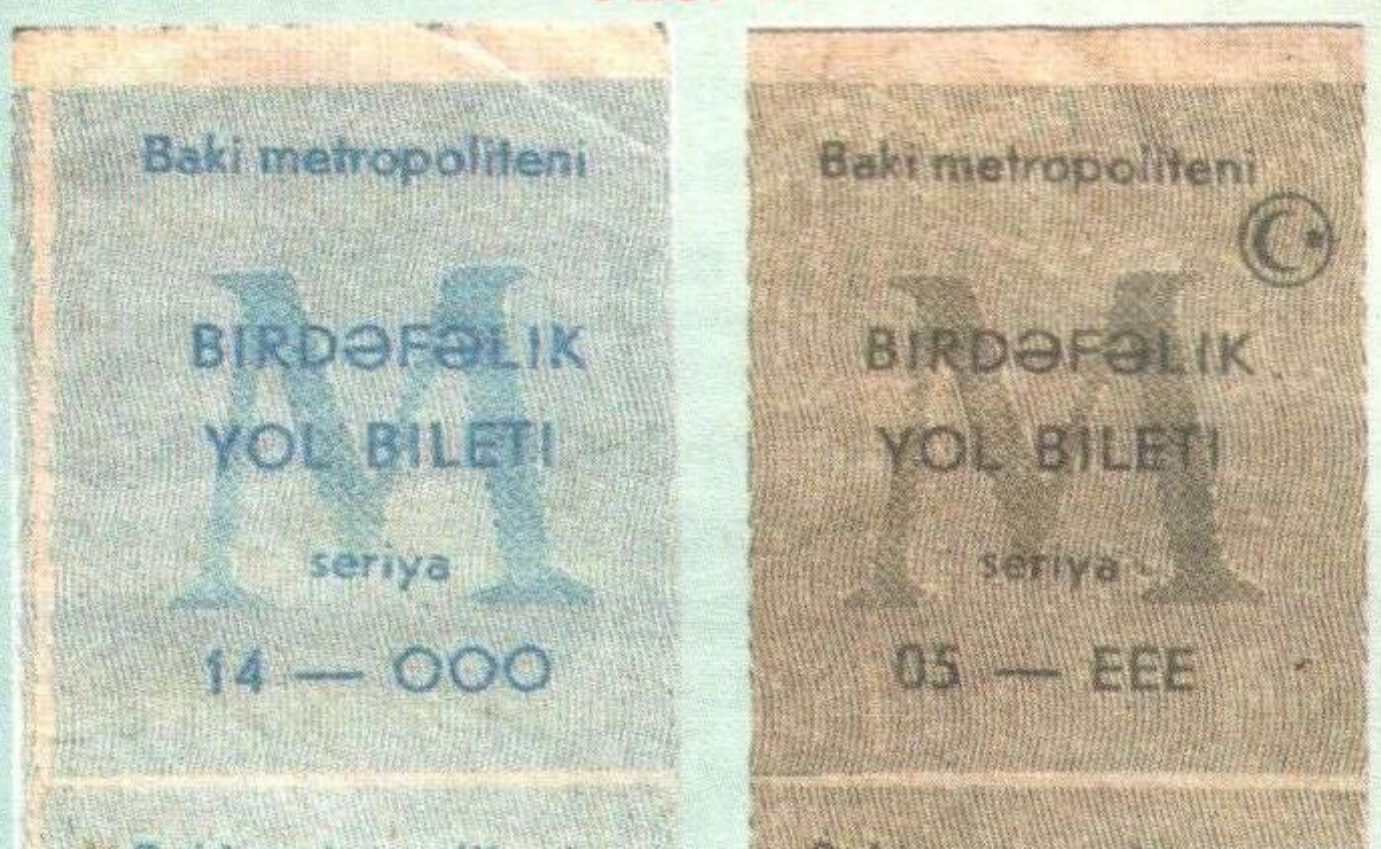 Baki metropoliteni
BIRDƏFƏLIK
YOL BILETI
seriya
14 — OOO
Baki metropoliteni
BIRDƏFƏLIK
YOL BILETI
seriya
05 — EEE